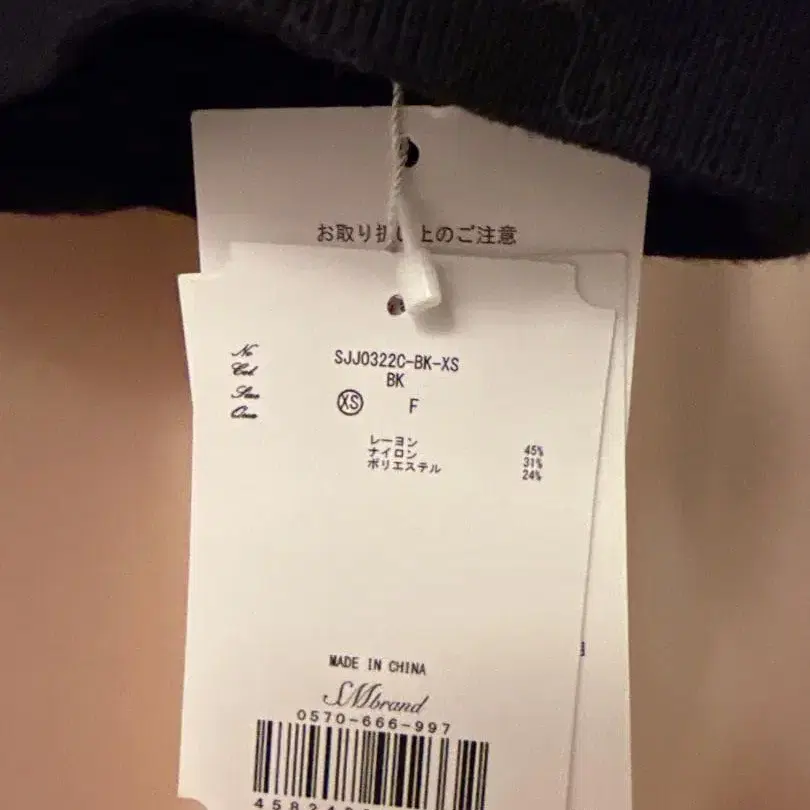 お取り扱い上のご注意
No SJJ0322C-BK-XS
Col BK
Size XS F
レーヨン 45%
ナイロン 31%
ポリエステル 24%
MADE IN CHINA
SMbrand
0570-666-997